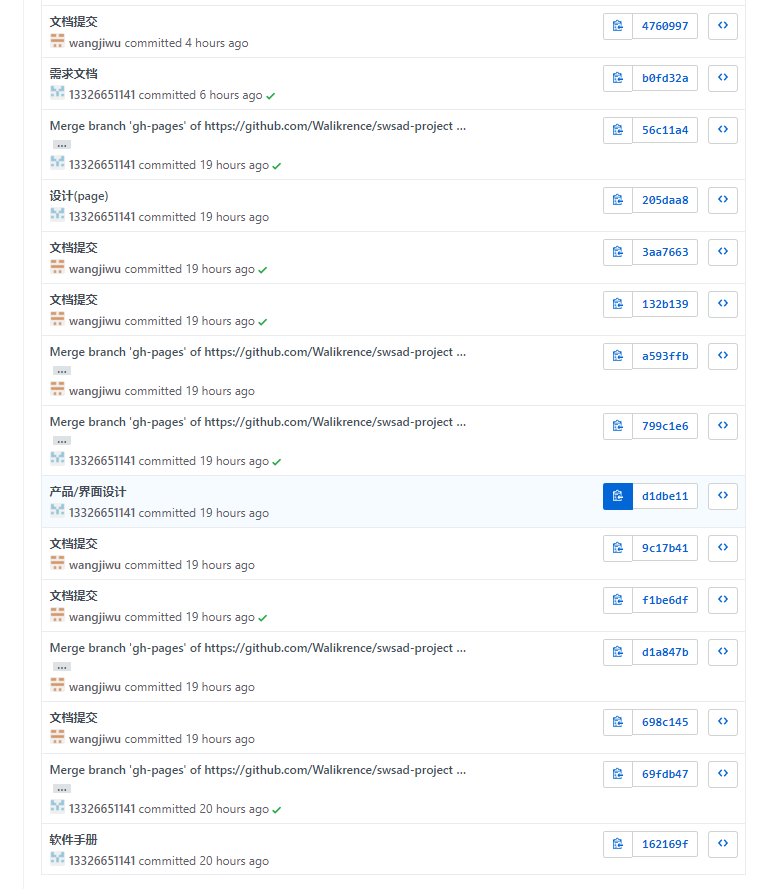 文档提交
4760997
wangjiwu committed 4 hours ago
需求文档
b0fd32a
13326651141 committed 6 hours ago
Merge branch 'gh-pages' of https://github.com/Walikrence/swsad-project ...
56c11a4
...
13326651141 committed 19 hours ago
设计(page)
205daa8
13326651141 committed 19 hours ago
文档提交
3aa7663
wangjiwu committed 19 hours ago
文档提交
132b139
wangjiwu committed 19 hours ago
Merge branch 'gh-pages' of https://github.com/Walikrence/swsad-project ...
a593ffb
...
wangjiwu committed 19 hours ago
Merge branch 'gh-pages' of https://github.com/Walikrence/swsad-project ...
799c1e6
...
13326651141 committed 19 hours ago
产品/界面设计
d1dbe11
13326651141 committed 19 hours ago
文档提交
9c17b41
wangjiwu committed 19 hours ago
文档提交
f1be6df
wangjiwu committed 19 hours ago
Merge branch 'gh-pages' of https://github.com/Walikrence/swsad-project ...
d1a847b
...
wangjiwu committed 19 hours ago
文档提交
698c145
wangjiwu committed 19 hours ago
Merge branch 'gh-pages' of https://github.com/Walikrence/swsad-project ...
69fdb47
...
13326651141 committed 20 hours ago
软件手册
162169f
13326651141 committed 20 hours ago